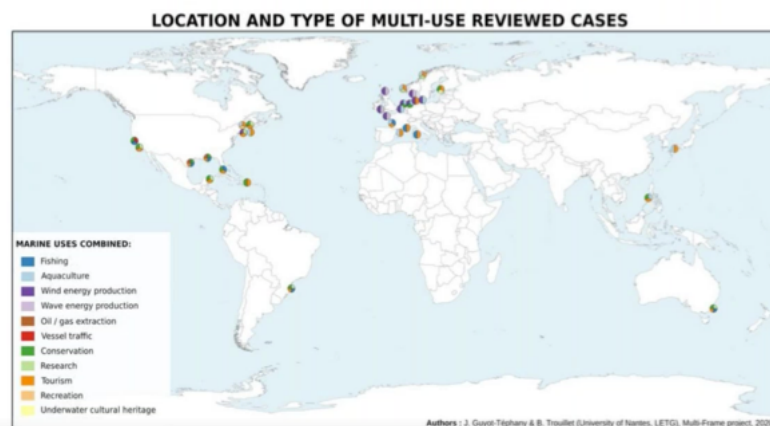 LOCATION AND TYPE OF MULTI-USE REVIEWED CASES
MARINE USES COMBINED:
Fishing
Aquaculture
Wind energy production
Wave energy production
Oil / gas extraction
Vessel traffic
Conservation
Research
Tourism
Recreation
Underwater cultural heritage
Authors : J. Guyot-Téphany & B. Trouillet (University of Nantes, LETG), Multi-Frame project, 2020